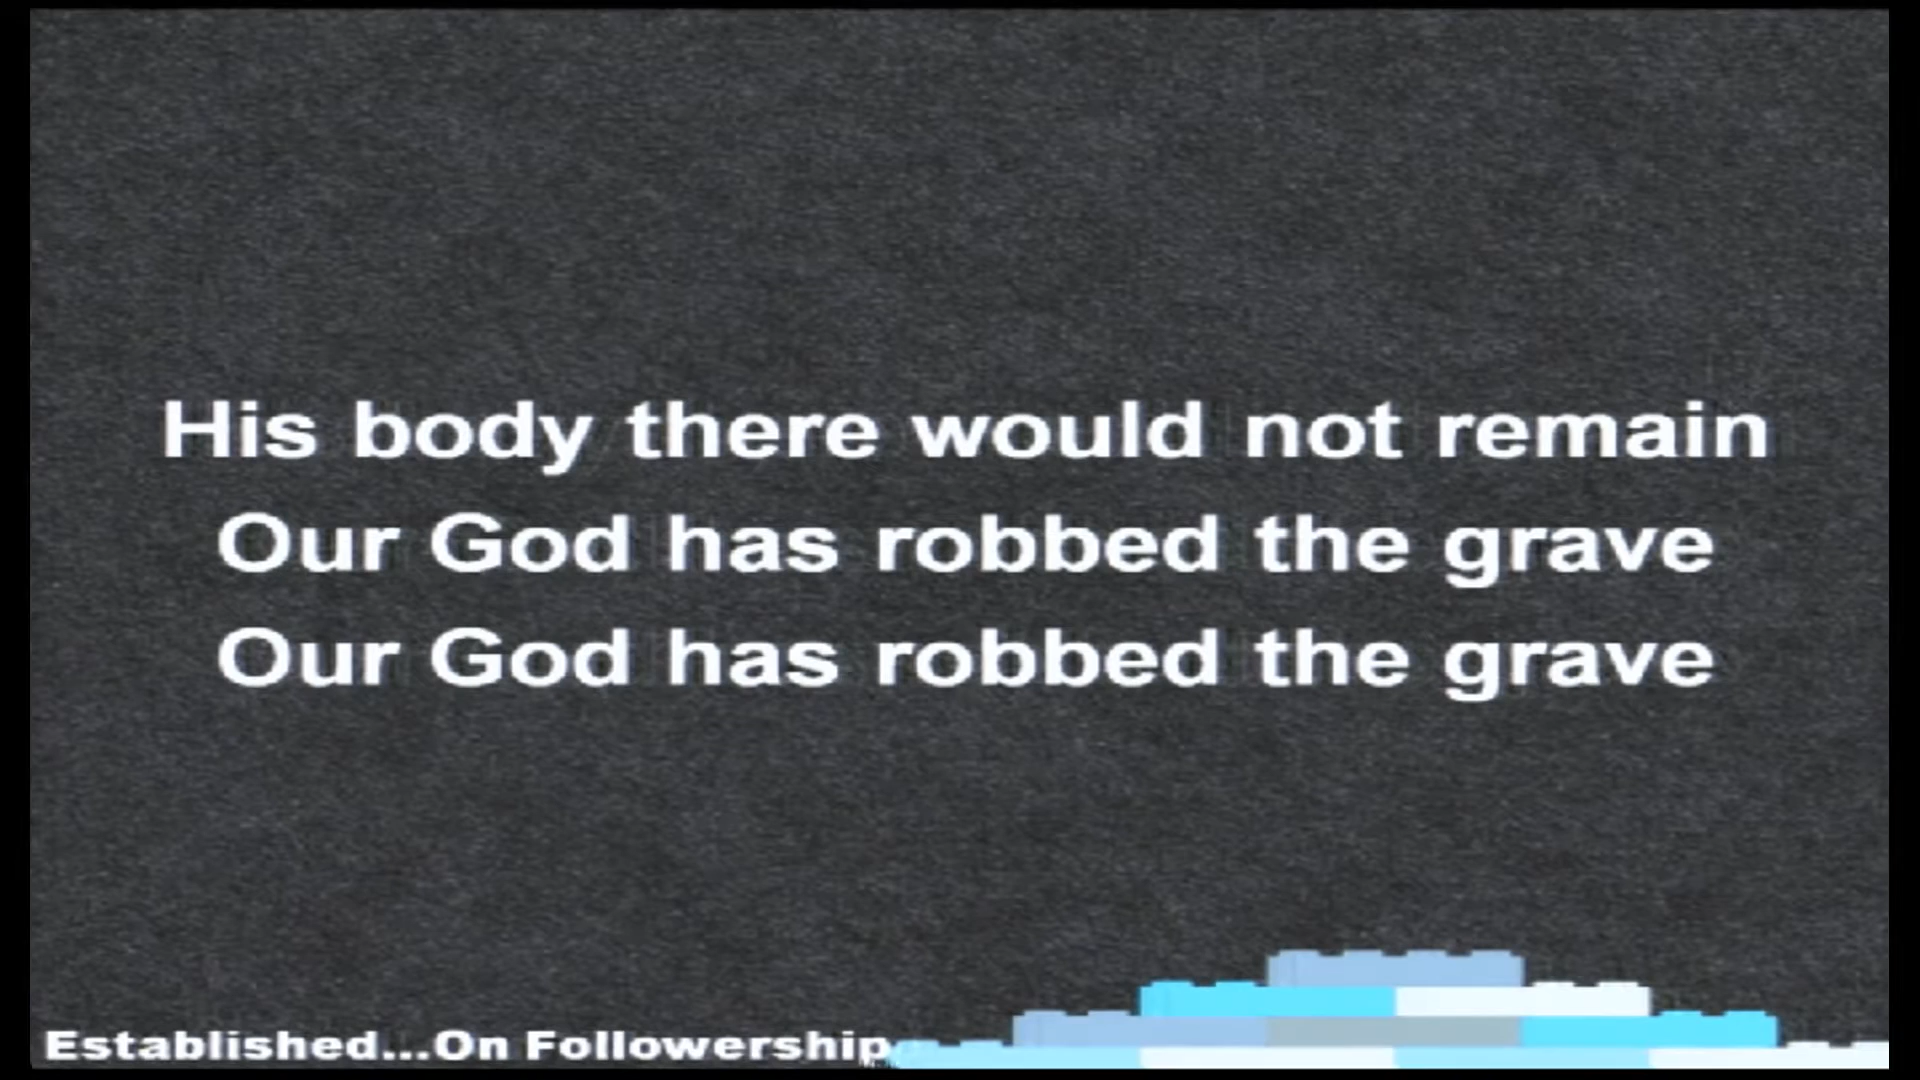 His body there would not remain
Our God has robbed the grave
Our God has robbed the grave
Established...On Followership